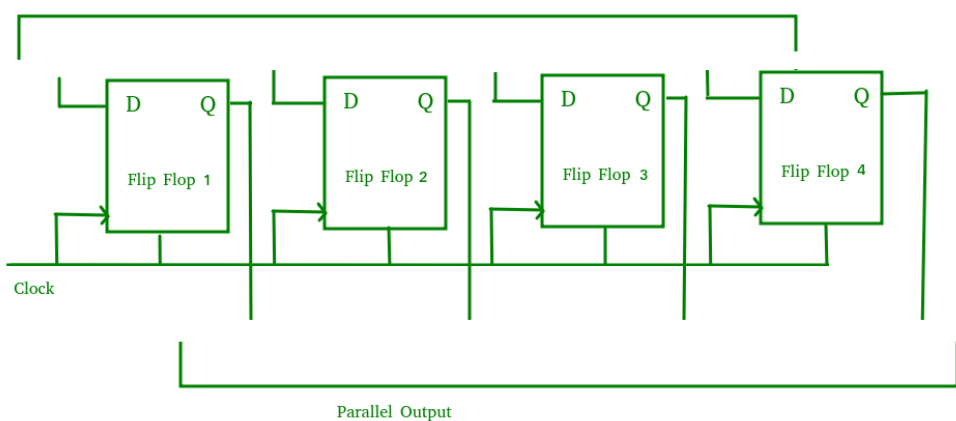 D Q
Flip Flop 1
D Q
Flip Flop 2
D Q
Flip Flop 3
D Q
Flip Flop 4
Clock
Parallel Output